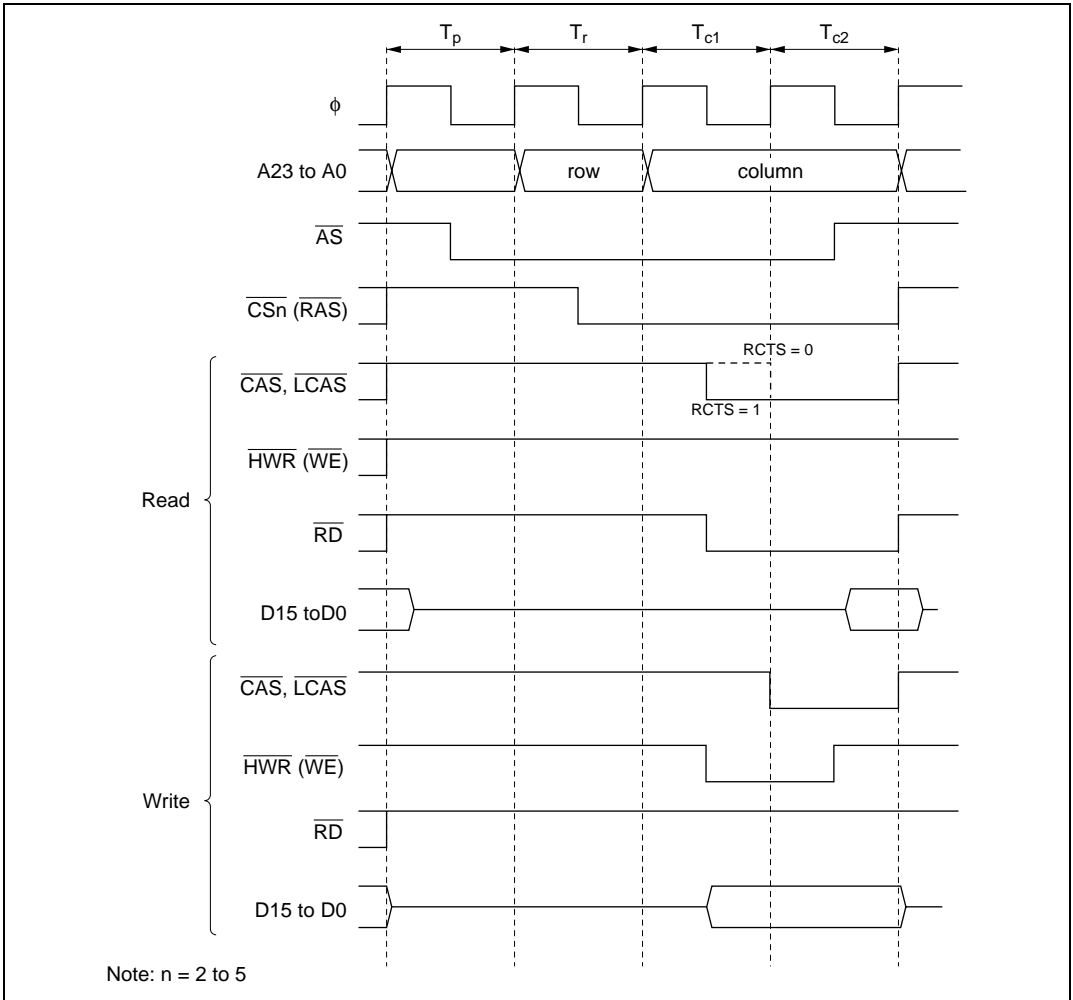 Tp Tr Tc1 Tc2
φ
A23 to A0 row column
AS
CSn (RAS)
RCTS = 0
CAS, LCAS
RCTS = 1
HWR (WE)
Read
RD
D15 toD0
CAS, LCAS
HWR (WE)
Write
RD
D15 to D0
Note: n = 2 to 5